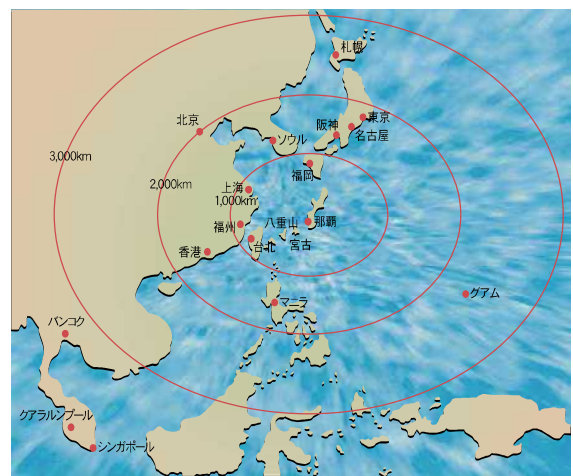 札幌
北京
東京
阪神
名古屋
ソウル
3,000km
福岡
2,000km
上海
1,000km
福州
八重山
那覇
香港
台北
宮古
グアム
マニラ
バンコク
クアラルンプール
シンガポール